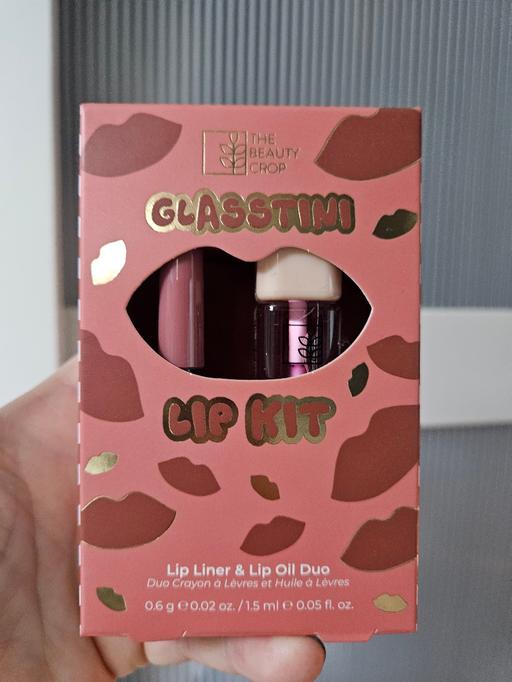 THE
BEAUTY
CROP
GLASSTINI
LIP KIT
Lip Liner & Lip Oil Duo
Duo Crayon à Lèvres et Huile à Lèvres
0.6 g ℮ 0.02 oz. / 1.5 ml ℮ 0.05 fl. oz.